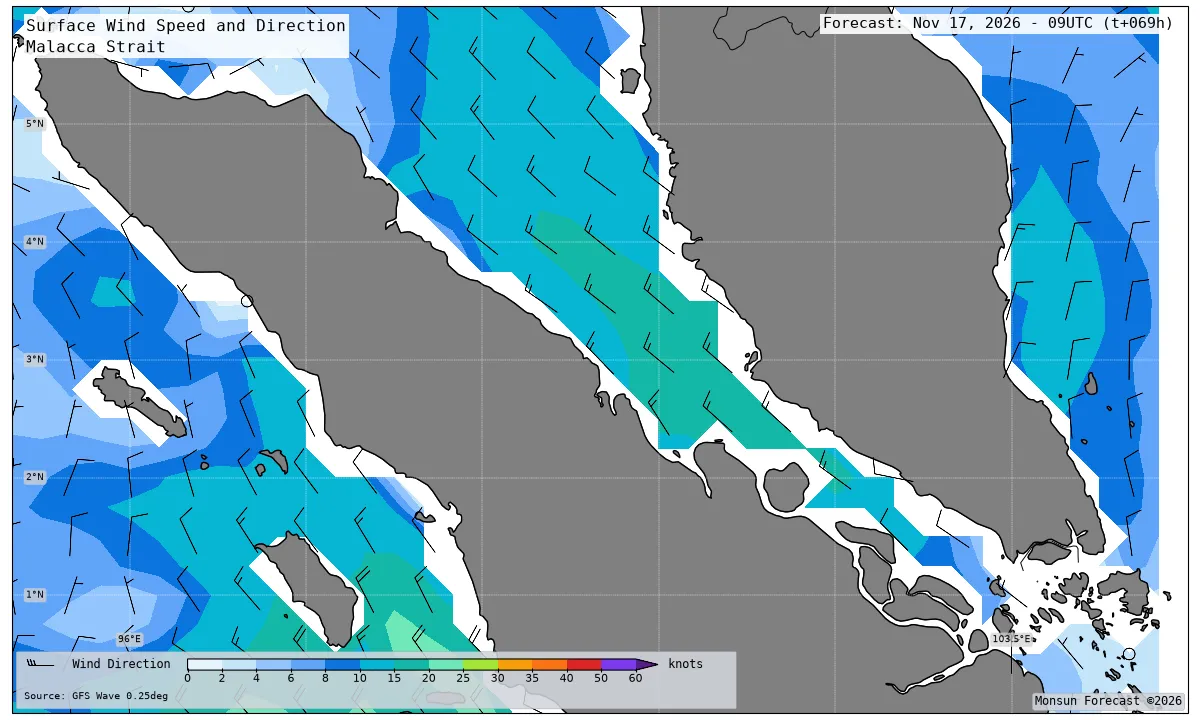 Surface Wind Speed and Direction
Malacca Strait
Forecast: Nov 17, 2026 - 09UTC (t+069h)
5°N
4°N
3°N
2°N
1°N
96°E
103.5°E
Wind Direction
knots
0 2 4 6 8 10 15 20 25 30 35 40 50 60
Source: GFS Wave 0.25deg
Monsun Forecast ©2026